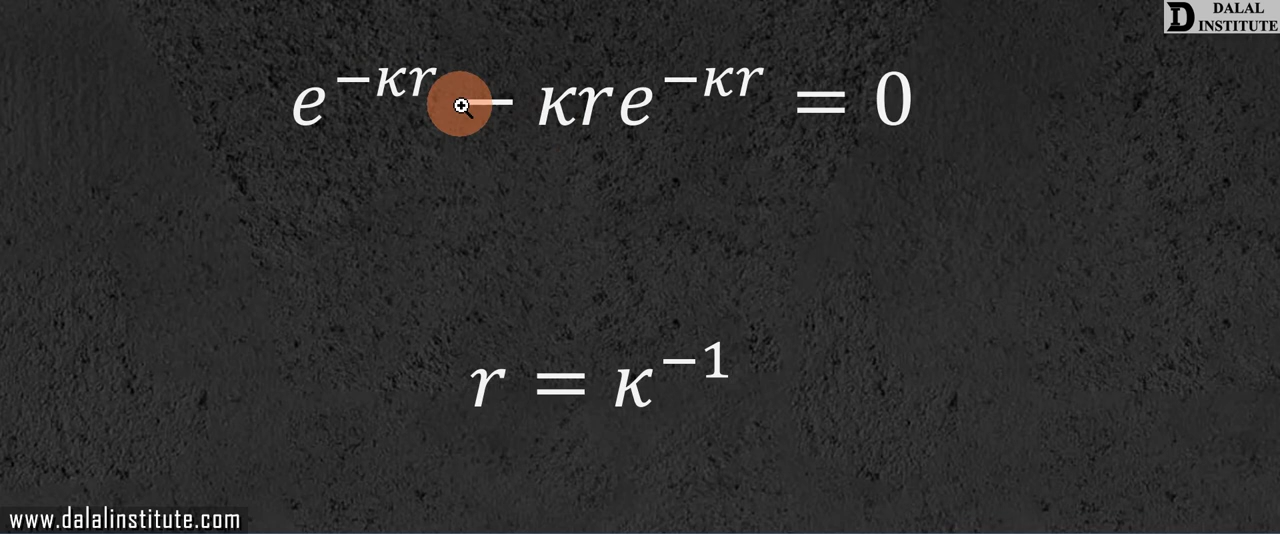 DALAL
INSTITUTE
e^{-κr} - κre^{-κr} = 0
r = κ^{-1}
www.dalalinstitute.com